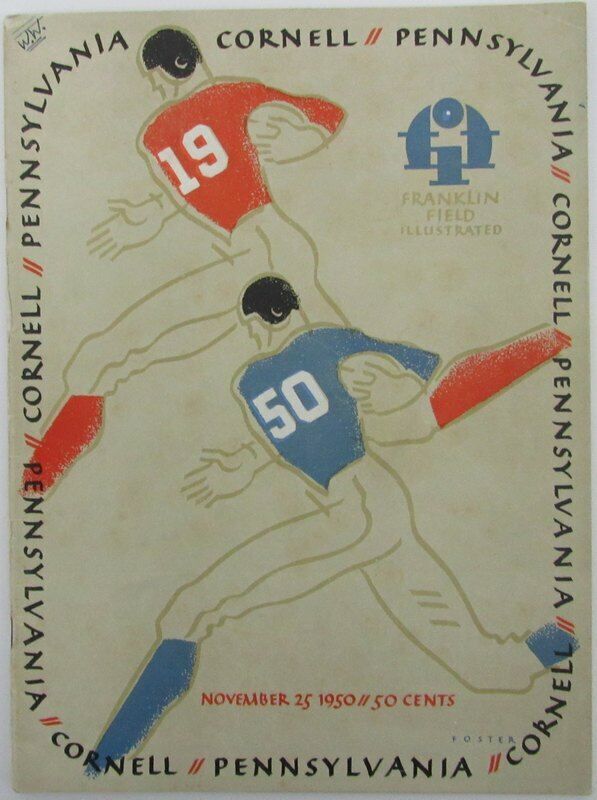 W.W.
CORNELL // PENNSYLVANIA // CORNELL // PENNSYLVANIA //
PENNSYLVANIA // CORNELL // PENNSYLVANIA // CORNELL
CORNELL // PENNSYLVANIA //
19
FRANKLIN
FIELD
ILLUSTRATED
50
NOVEMBER 25 1950 // 50 CENTS
FOSTER